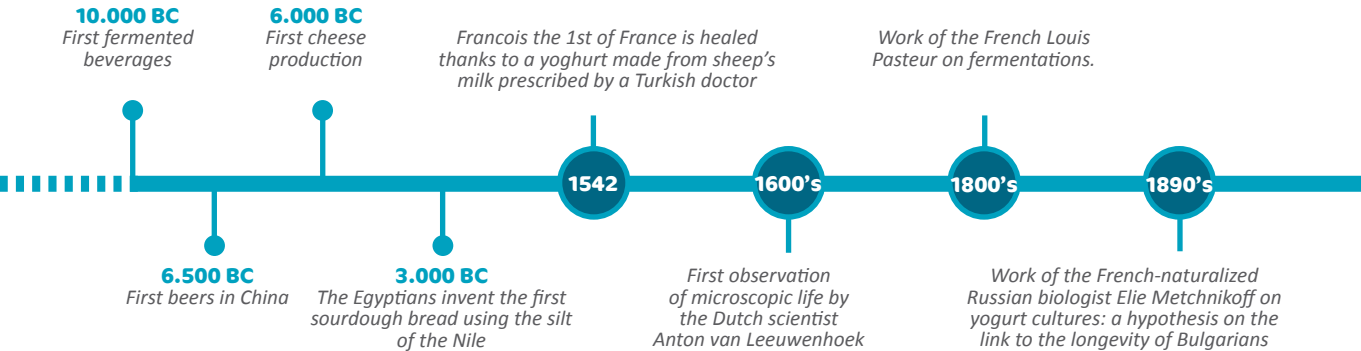 10.000 BC
First fermented
beverages
6.500 BC
First beers in China
6.000 BC
First cheese
production
3.000 BC
The Egyptians invent the first
sourdough bread using the silt
of the Nile
Francois the 1st of France is healed
thanks to a yoghurt made from sheep's
milk prescribed by a Turkish doctor
1542
1600's
First observation
of microscopic life by
the Dutch scientist
Anton van Leeuwenhoek
Work of the French Louis
Pasteur on fermentations.
1800's
1890's
Work of the French-naturalized
Russian biologist Elie Metchnikoff on
yogurt cultures: a hypothesis on the
link to the longevity of Bulgarians